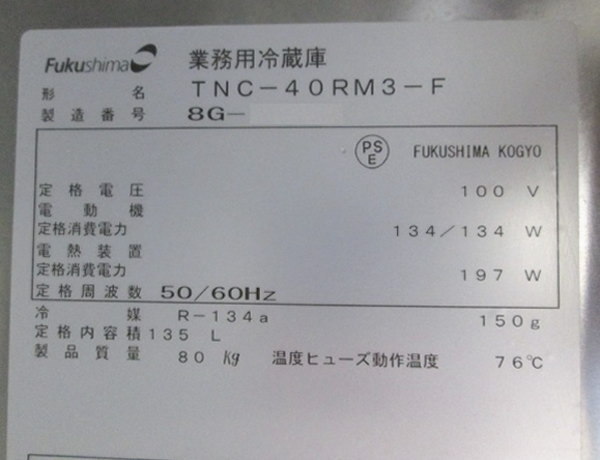 Fukushima 業務用冷蔵庫
形名 TNC-40RM3-F
製造番号 8G-
PSE FUKUSHIMA KOGYO
定格電圧 100 V
電動機
定格消費電力 134/134 W
電熱装置
定格消費電力 197 W
定格周波数 50/60Hz
冷媒 R-134a 150g
定格内容積 135 L
製品質量 80 kg 温度ヒューズ動作温度 76℃